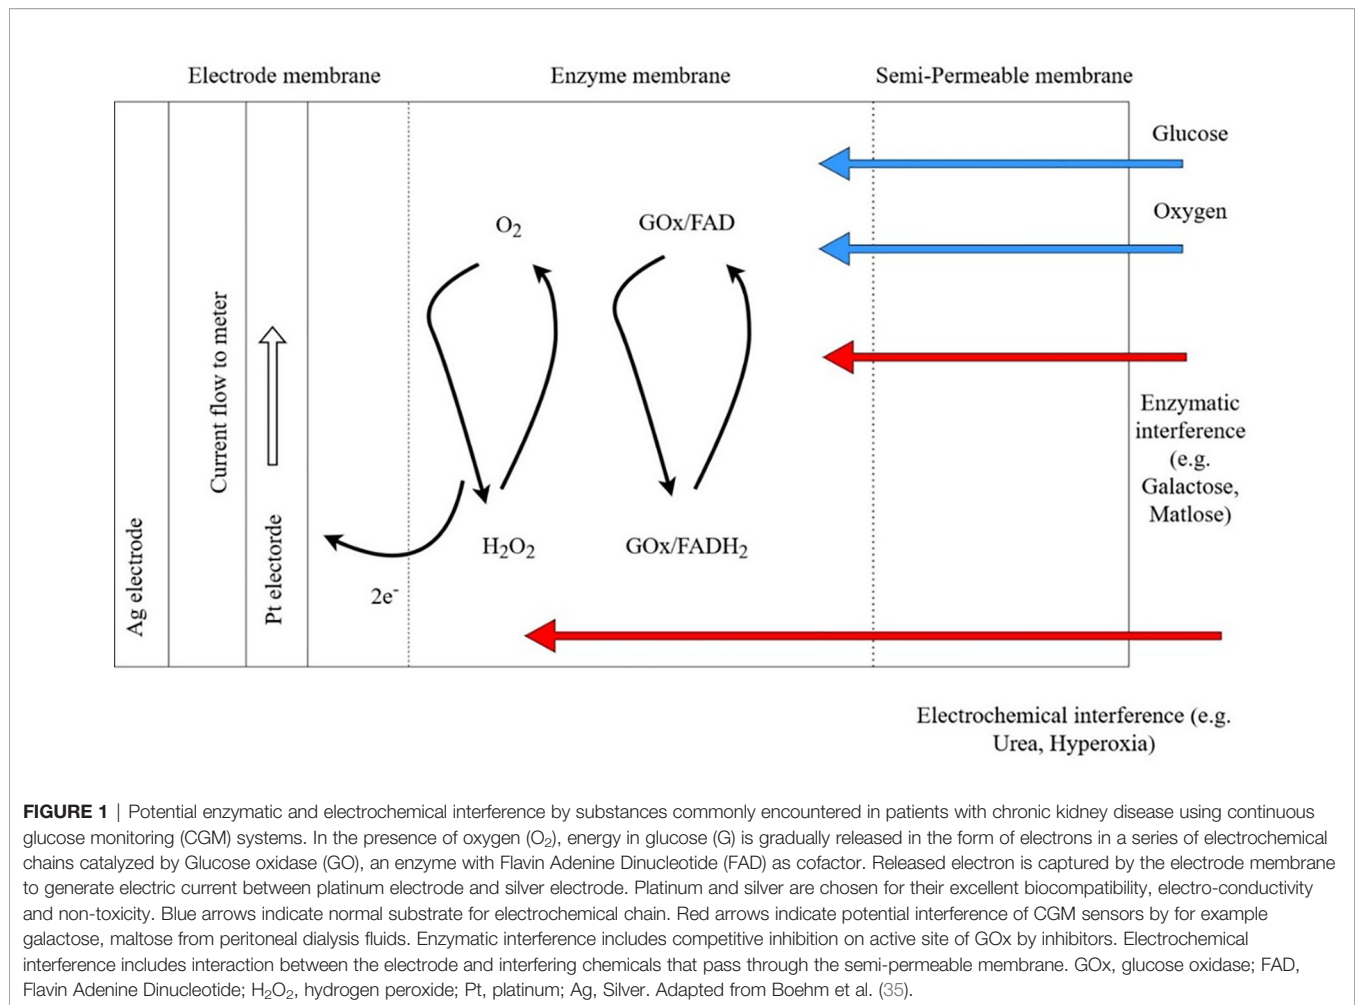 Electrode membrane
Enzyme membrane
Semi-Permeable membrane
Glucose
Oxygen
O2
GOx/FAD
Current flow to meter
Enzymatic
interference
(e.g.
Galactose,
Matlose)
Ag electrode
Pt electorde
H2O2
GOx/FADH2
2e-
Electrochemical interference (e.g.
Urea, Hyperoxia)
FIGURE 1 | Potential enzymatic and electrochemical interference by substances commonly encountered in patients with chronic kidney disease using continuous
glucose monitoring (CGM) systems. In the presence of oxygen (O2), energy in glucose (G) is gradually released in the form of electrons in a series of electrochemical
chains catalyzed by Glucose oxidase (GO), an enzyme with Flavin Adenine Dinucleotide (FAD) as cofactor. Released electron is captured by the electrode membrane
to generate electric current between platinum electrode and silver electrode. Platinum and silver are chosen for their excellent biocompatibility, electro-conductivity
and non-toxicity. Blue arrows indicate normal substrate for electrochemical chain. Red arrows indicate potential interference of CGM sensors by for example
galactose, maltose from peritoneal dialysis fluids. Enzymatic interference includes competitive inhibition on active site of GOx by inhibitors. Electrochemical
interference includes interaction between the electrode and interfering chemicals that pass through the semi-permeable membrane. GOx, glucose oxidase; FAD,
Flavin Adenine Dinucleotide; H2O2, hydrogen peroxide; Pt, platinum; Ag, Silver. Adapted from Boehm et al. (35).